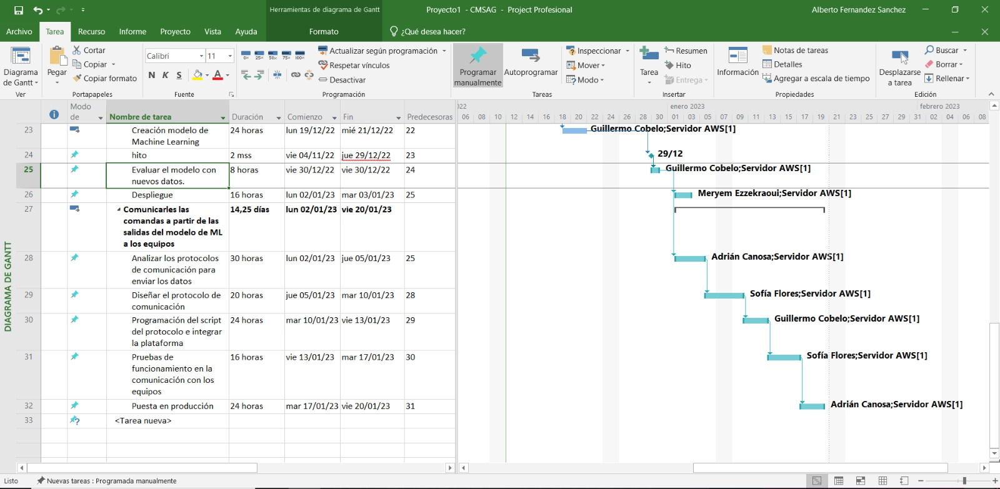 Herramientas de diagrama de Gantt
Proyecto1 - CMSAG - Project Profesional
Alberto Fernandez Sanchez
Archivo Tarea Recurso Informe Proyecto Vista Ayuda Formato ¿Qué desea hacer?
Diagrama de Gantt
Ver
Pegar
Cortar
Copiar
Copiar formato
Portapapeles
Calibri 11
N K S A
Fuente
0% 25% 50% 75% 100%
Actualizar según programación
Respetar vínculos
Desactivar
Programación
Programar manualmente
Autoprogramar
Inspeccionar
Mover
Modo
Tareas
Tarea
Resumen
Hito
Entrega
Insertar
Información
Notas de tareas
Detalles
Agregar a escala de tiempo
Propiedades
Desplazarse a tarea
Buscar
Borrar
Rellenar
Edición
DIAGRAMA DE GANTT
Modo de Nombre de tarea Duración Comienzo Fin Predecesoras
022 enero 2023 febrero 2023
06 08 10 12 14 16 18 20 22 24 26 28 30 01 03 05 07 09 11 13 15 17 19 21 23 25 27 29 31 02 04 06 08
23 Creación modelo de 24 horas lun 19/12/22 mié 21/12/22 22 Guillermo Cobelo;Servidor AWS[1]
Machine Learning
24 hito 2 mss vie 04/11/22 jue 29/12/22 23 29/12
25 Evaluar el modelo con 8 horas vie 30/12/22 vie 30/12/22 24 Guillermo Cobelo;Servidor AWS[1]
nuevos datos.
26 Despliegue 16 horas lun 02/01/23 mar 03/01/23 25 Meryem Ezzekraoui;Servidor AWS[1]
27 Comunicarles las 14,25 días lun 02/01/23 vie 20/01/23
comandas a partir de las
salidas del modelo de ML
a los equipos
28 Analizar los protocolos 30 horas lun 02/01/23 jue 05/01/23 25 Adrián Canosa;Servidor AWS[1]
de comunicación para
enviar los datos
29 Diseñar el protocolo de 20 horas jue 05/01/23 mar 10/01/23 28 Sofía Flores;Servidor AWS[1]
comunicación
30 Programación del script 24 horas mar 10/01/23 vie 13/01/23 29 Guillermo Cobelo;Servidor AWS[1]
del protocolo e integrar
la plataforma
31 Pruebas de 16 horas vie 13/01/23 mar 17/01/23 30 Sofía Flores;Servidor AWS[1]
funcionamiento en la
comunicación con los
equipos
32 Puesta en producción 24 horas mar 17/01/23 vie 20/01/23 31 Adrián Canosa;Servidor AWS[1]
33 <Tarea nueva>
Listo Nuevas tareas : Programada manualmente